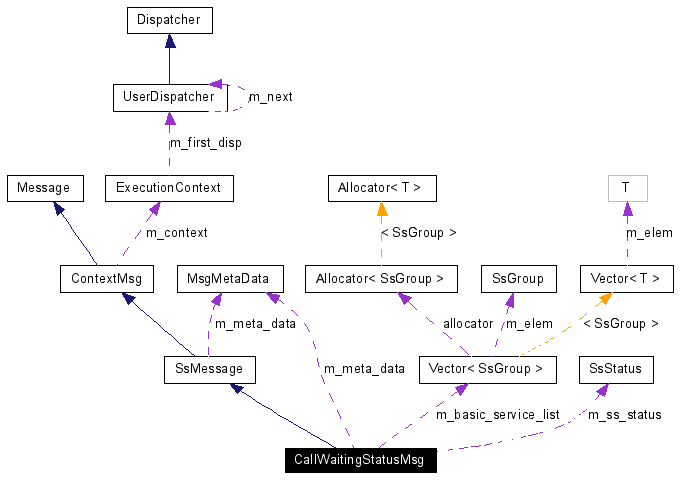 Dispatcher
UserDispatcher
m_next
m_first_disp
Message
ExecutionContext
Allocator< T >
T
m_context
< SsGroup >
m_elem
ContextMsg
MsgMetaData
Allocator< SsGroup >
SsGroup
Vector< T >
m_meta_data
allocator
m_elem
< SsGroup >
SsMessage
m_meta_data
Vector< SsGroup >
SsStatus
m_basic_service_list
m_ss_status
CallWaitingStatusMsg